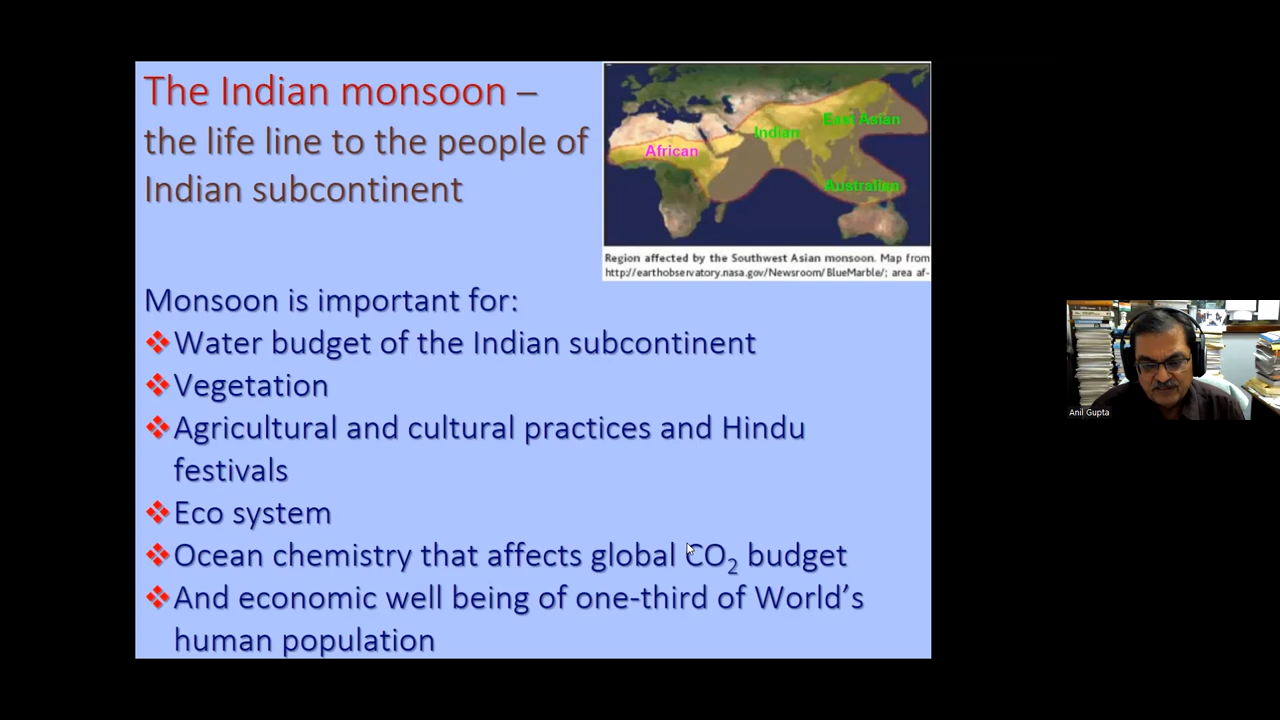 The Indian monsoon –
the life line to the people of
Indian subcontinent
African
Indian
East Asian
Australian
Region affected by the Southwest Asian monsoon. Map from
http://earthobservatory.nasa.gov/Newsroom/BlueMarble/; area af-
Monsoon is important for:
❖Water budget of the Indian subcontinent
❖Vegetation
❖Agricultural and cultural practices and Hindu
festivals
❖Eco system
❖Ocean chemistry that affects global CO₂ budget
❖And economic well being of one-third of World’s
human population
Anil Gupta